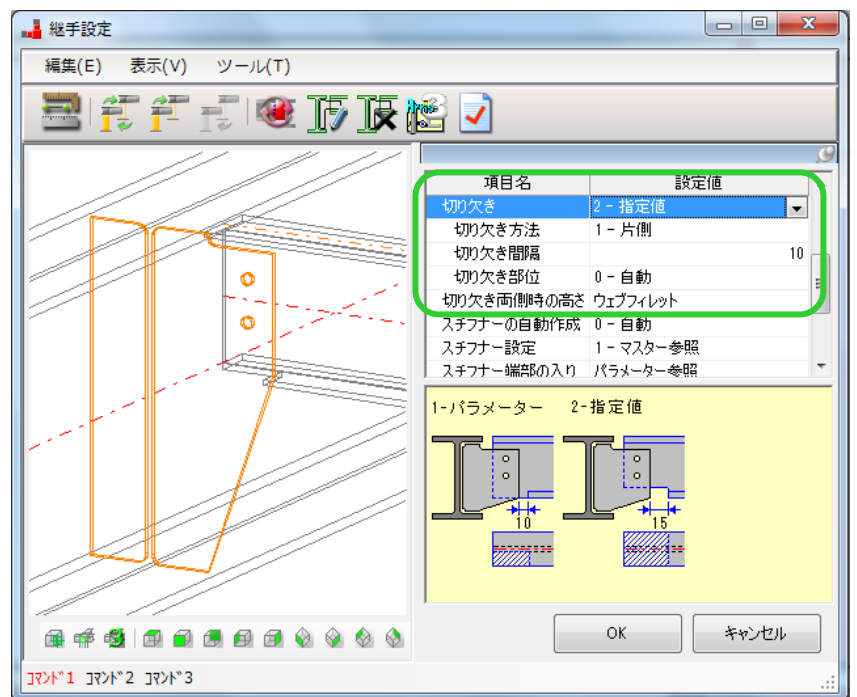 継手設定
編集(E) 表示(V) ツール(T)
項目名 設定値
切り欠き 2 - 指定値
切り欠き方法 1 - 片側
切り欠き間隔 10
切り欠き部位 0 - 自動
切り欠き両側時の高さ ウェブフィレット
スチフナーの自動作成 0 - 自動
スチフナー設定 1 - マスター参照
スチフナー端部の入り パラメーター参照
1-パラメーター 2-指定値
10 15
OK キャンセル
コマンド1 コマンド2 コマンド3